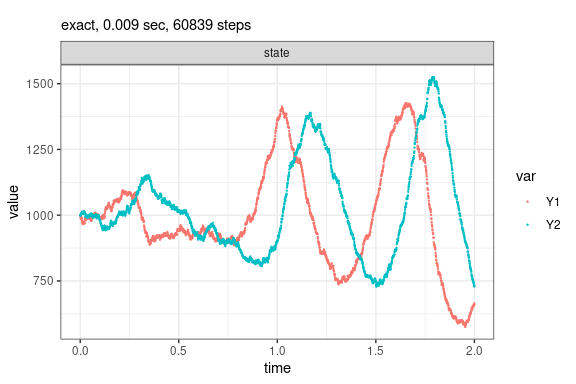 exact, 0.009 sec, 60839 steps
state
1500
1250
1000
750
value
0.0 0.5 1.0 1.5 2.0
time
var
Y1
Y2